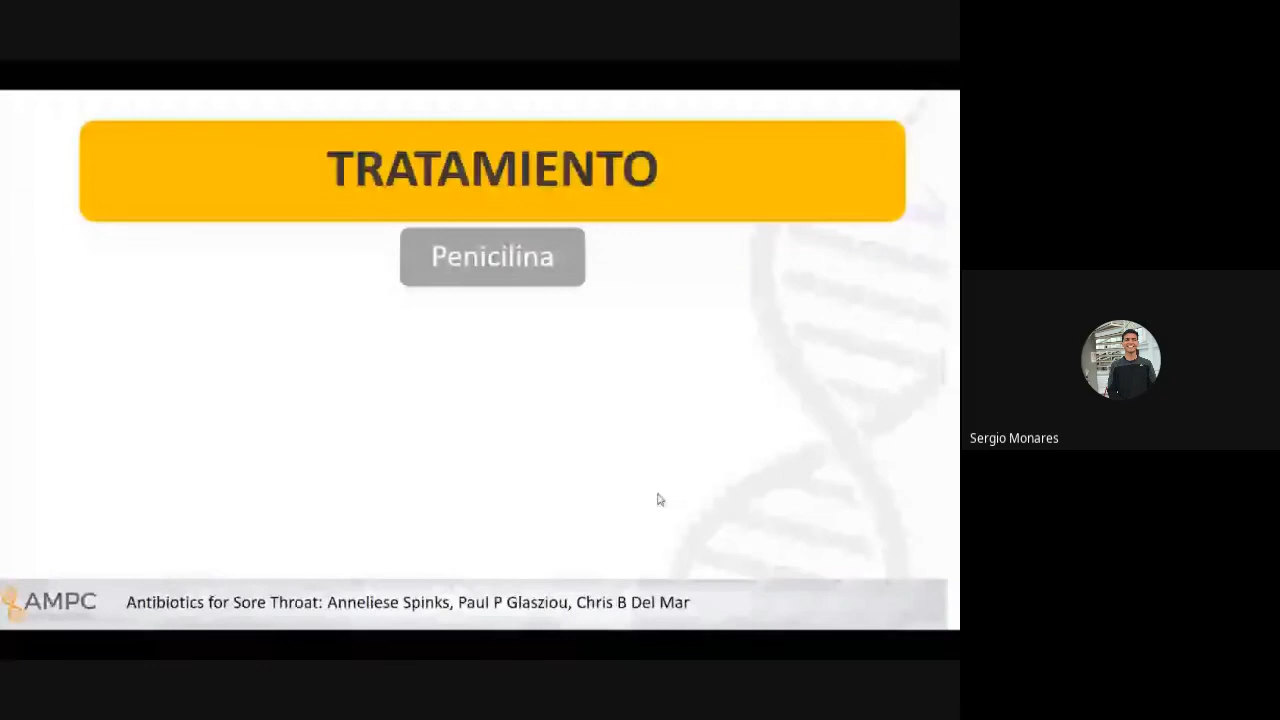 TRATAMIENTO
Penicilina
Sergio Monares
AMPC
Antibiotics for Sore Throat: Anneliese Spinks, Paul P Glasziou, Chris B Del Mar